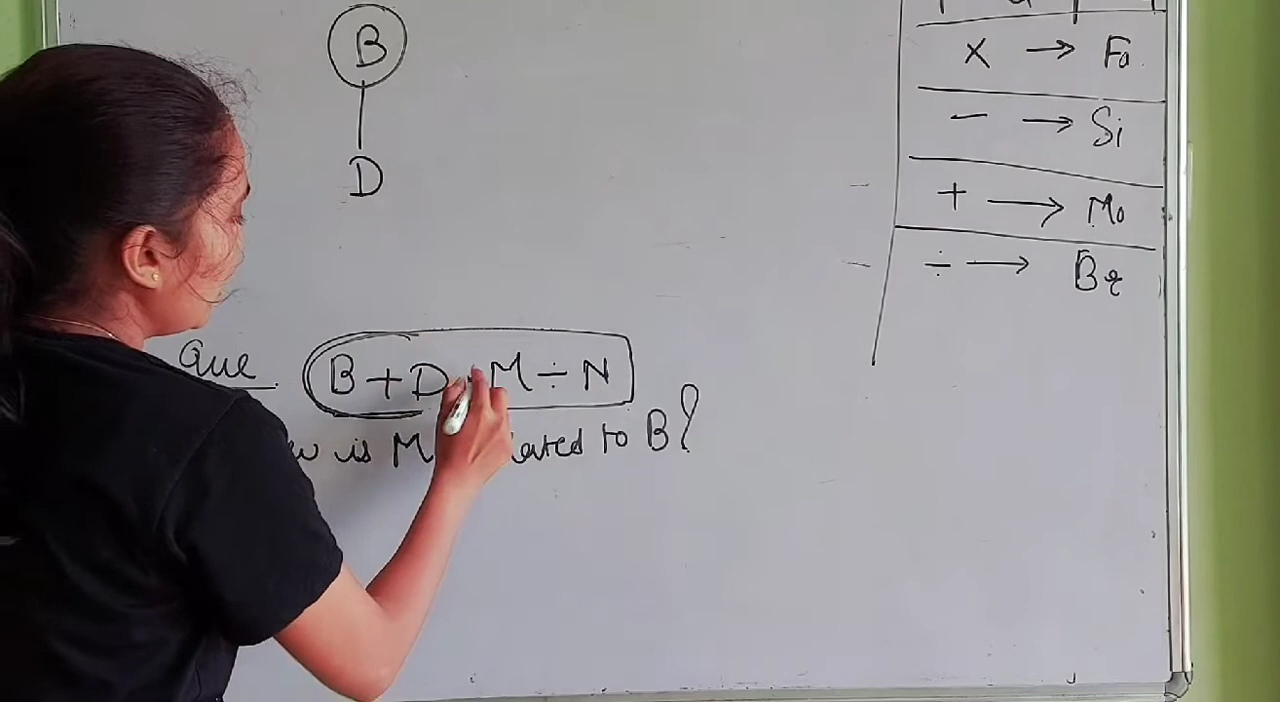 B
D
× → Fa
- → Si
+ → Mo
÷ → Br
Que
B + D M ÷ N
is M to B?